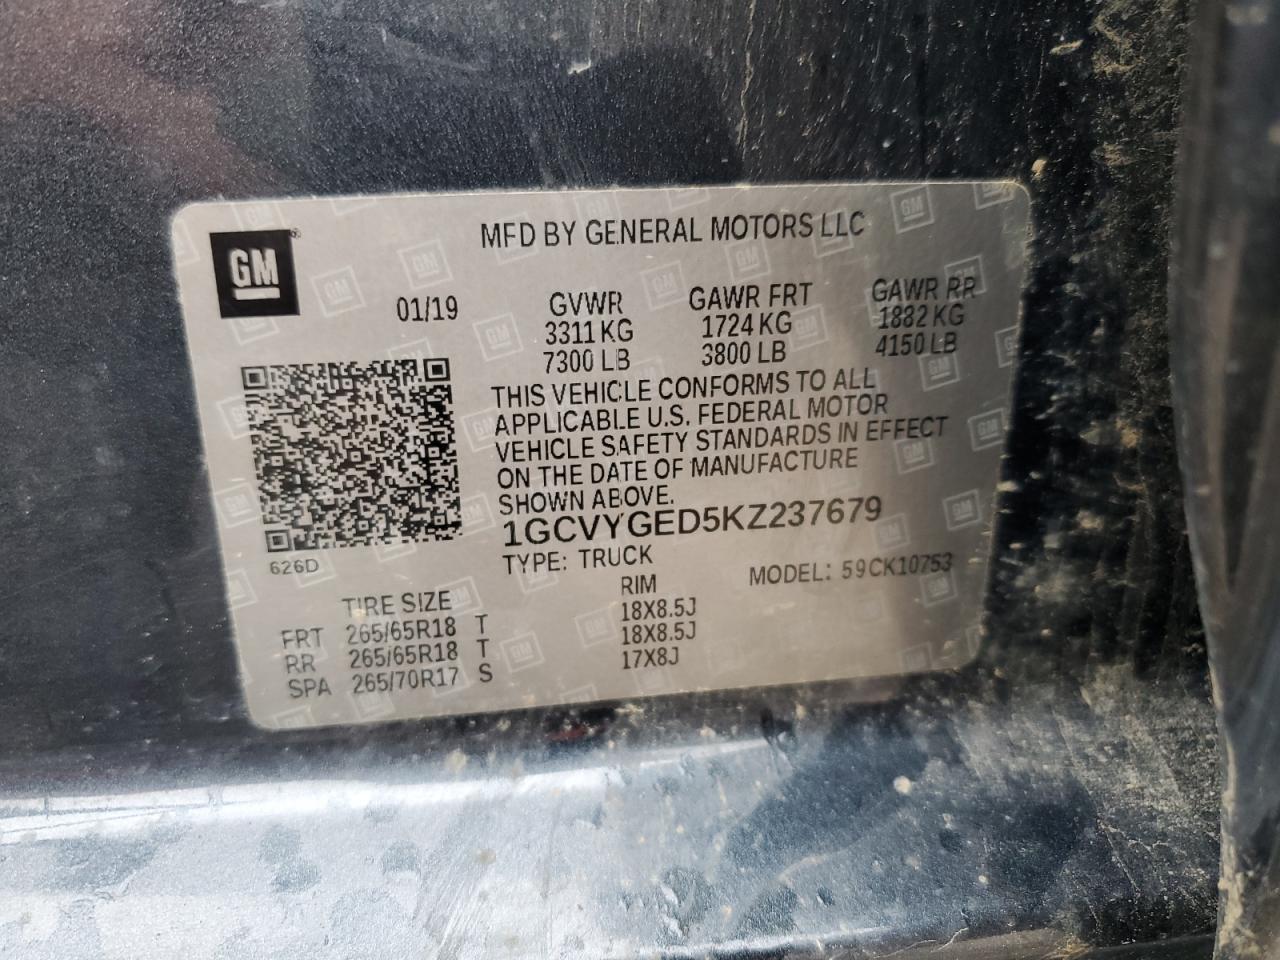 MFD BY GENERAL MOTORS LLC
GM
01/19 GVWR GAWR FRT GAWR RR
3311 KG 1724 KG 1882 KG
7300 LB 3800 LB 4150 LB
THIS VEHICLE CONFORMS TO ALL
APPLICABLE U.S. FEDERAL MOTOR
VEHICLE SAFETY STANDARDS IN EFFECT
ON THE DATE OF MANUFACTURE
SHOWN ABOVE.
1GCVYGED5KZ237679
626D
TYPE: TRUCK MODEL: 59CK10753
TIRE SIZE RIM
FRT 265/65R18 T 18X8.5J
RR 265/65R18 T 18X8.5J
SPA 265/70R17 S 17X8J